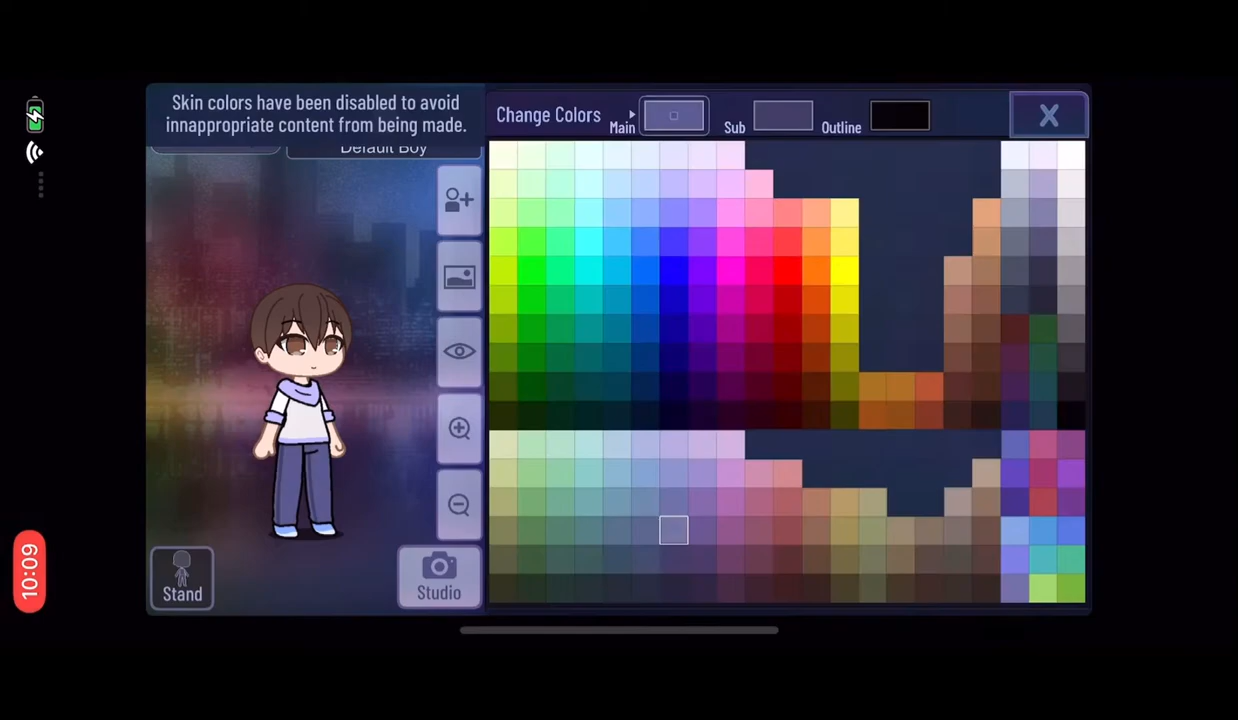 Skin colors have been disabled to avoid
innappropriate content from being made.
Default Boy
Change Colors
Main
Sub
Outline
X
Stand
Studio
10:09